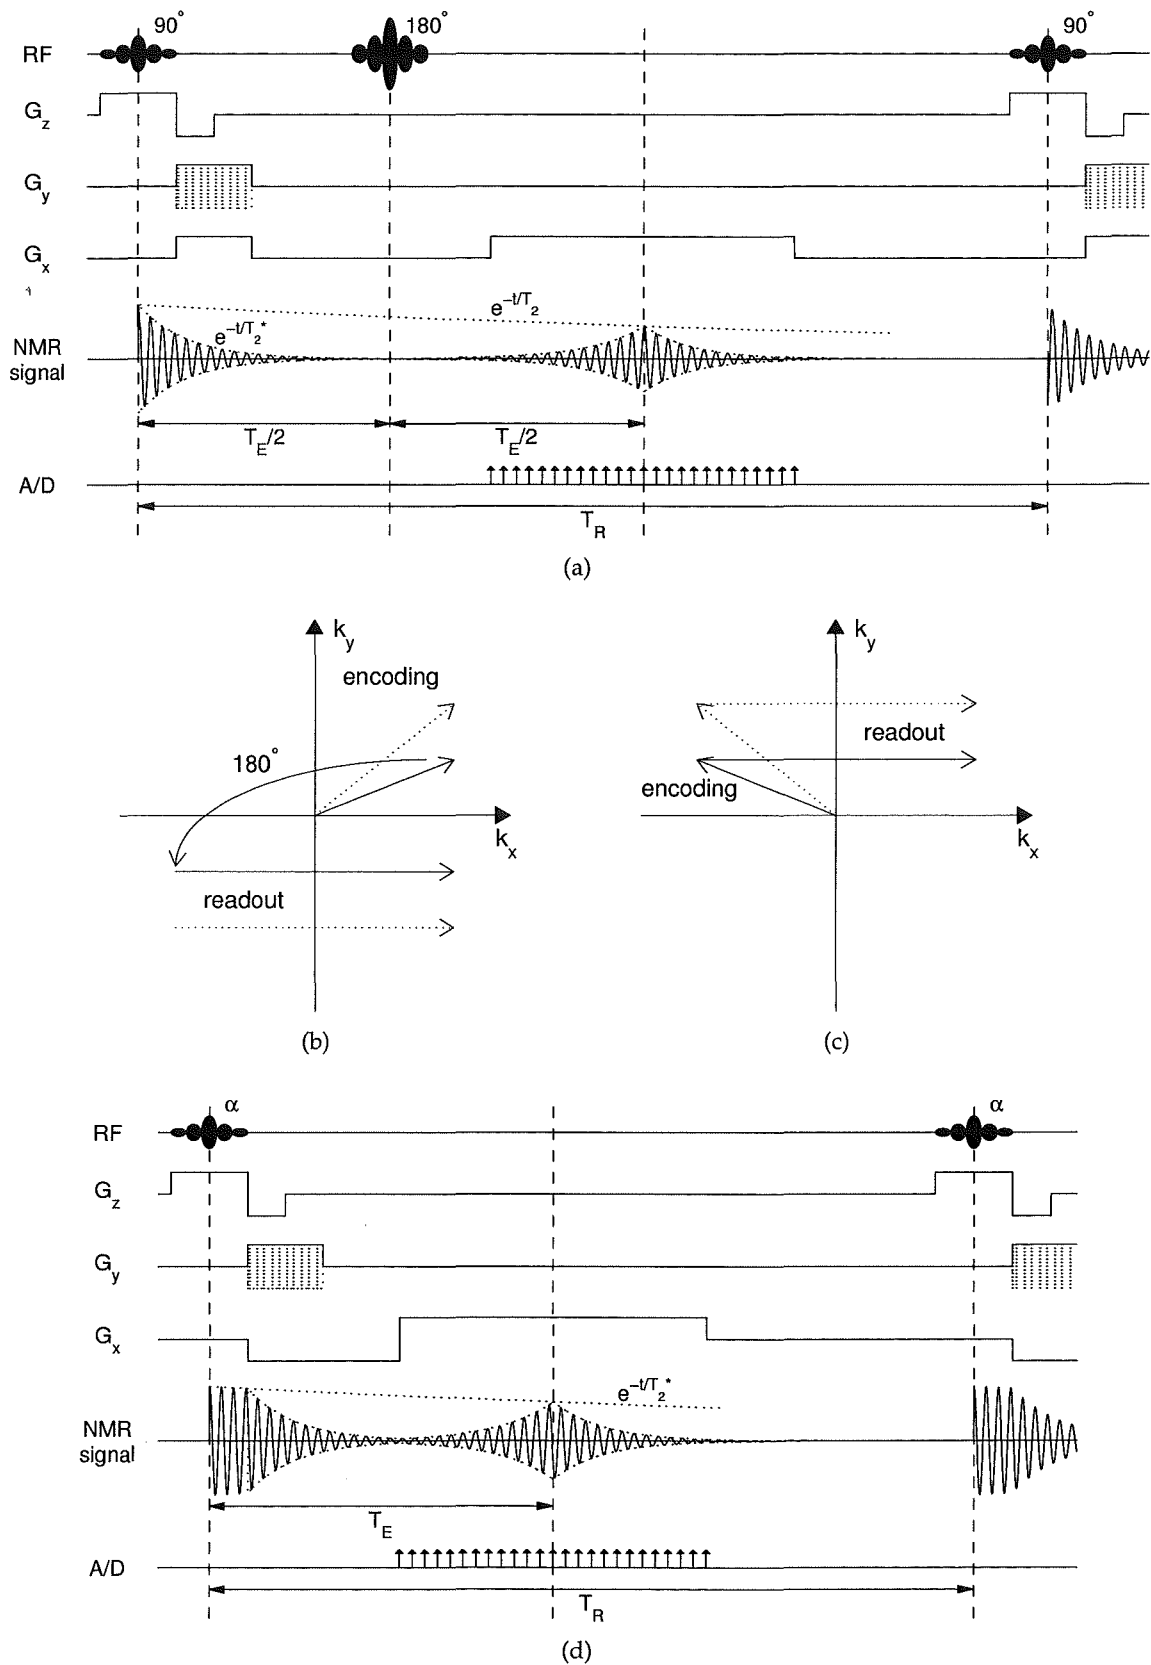 90°
180°
90°
RF
G_z
G_y
G_x
e^{-t/T_2}
e^{-t/T_2*}
NMR
signal
T_E/2
T_E/2
A/D
T_R
(a)
k_y
encoding
180°
k_x
readout
(b)
k_y
readout
encoding
k_x
(c)
α
α
RF
G_z
G_y
G_x
e^{-t/T_2*}
NMR
signal
T_E
A/D
T_R
(d)